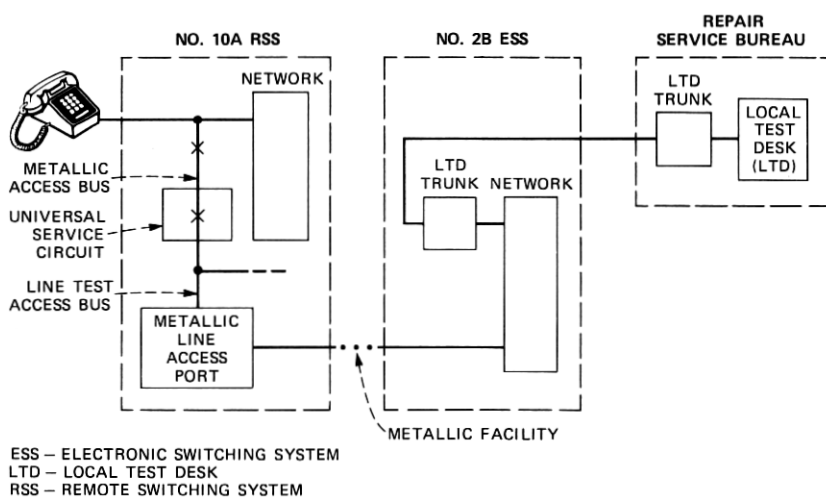 NO. 10A RSS
NO. 2B ESS
REPAIR
SERVICE BUREAU
NETWORK
LTD
TRUNK
LOCAL
TEST
DESK
(LTD)
METALLIC
ACCESS BUS
LTD
TRUNK
NETWORK
UNIVERSAL
SERVICE
CIRCUIT
LINE TEST
ACCESS BUS
METALLIC
LINE
ACCESS
PORT
METALLIC FACILITY
ESS – ELECTRONIC SWITCHING SYSTEM
LTD – LOCAL TEST DESK
RSS – REMOTE SWITCHING SYSTEM